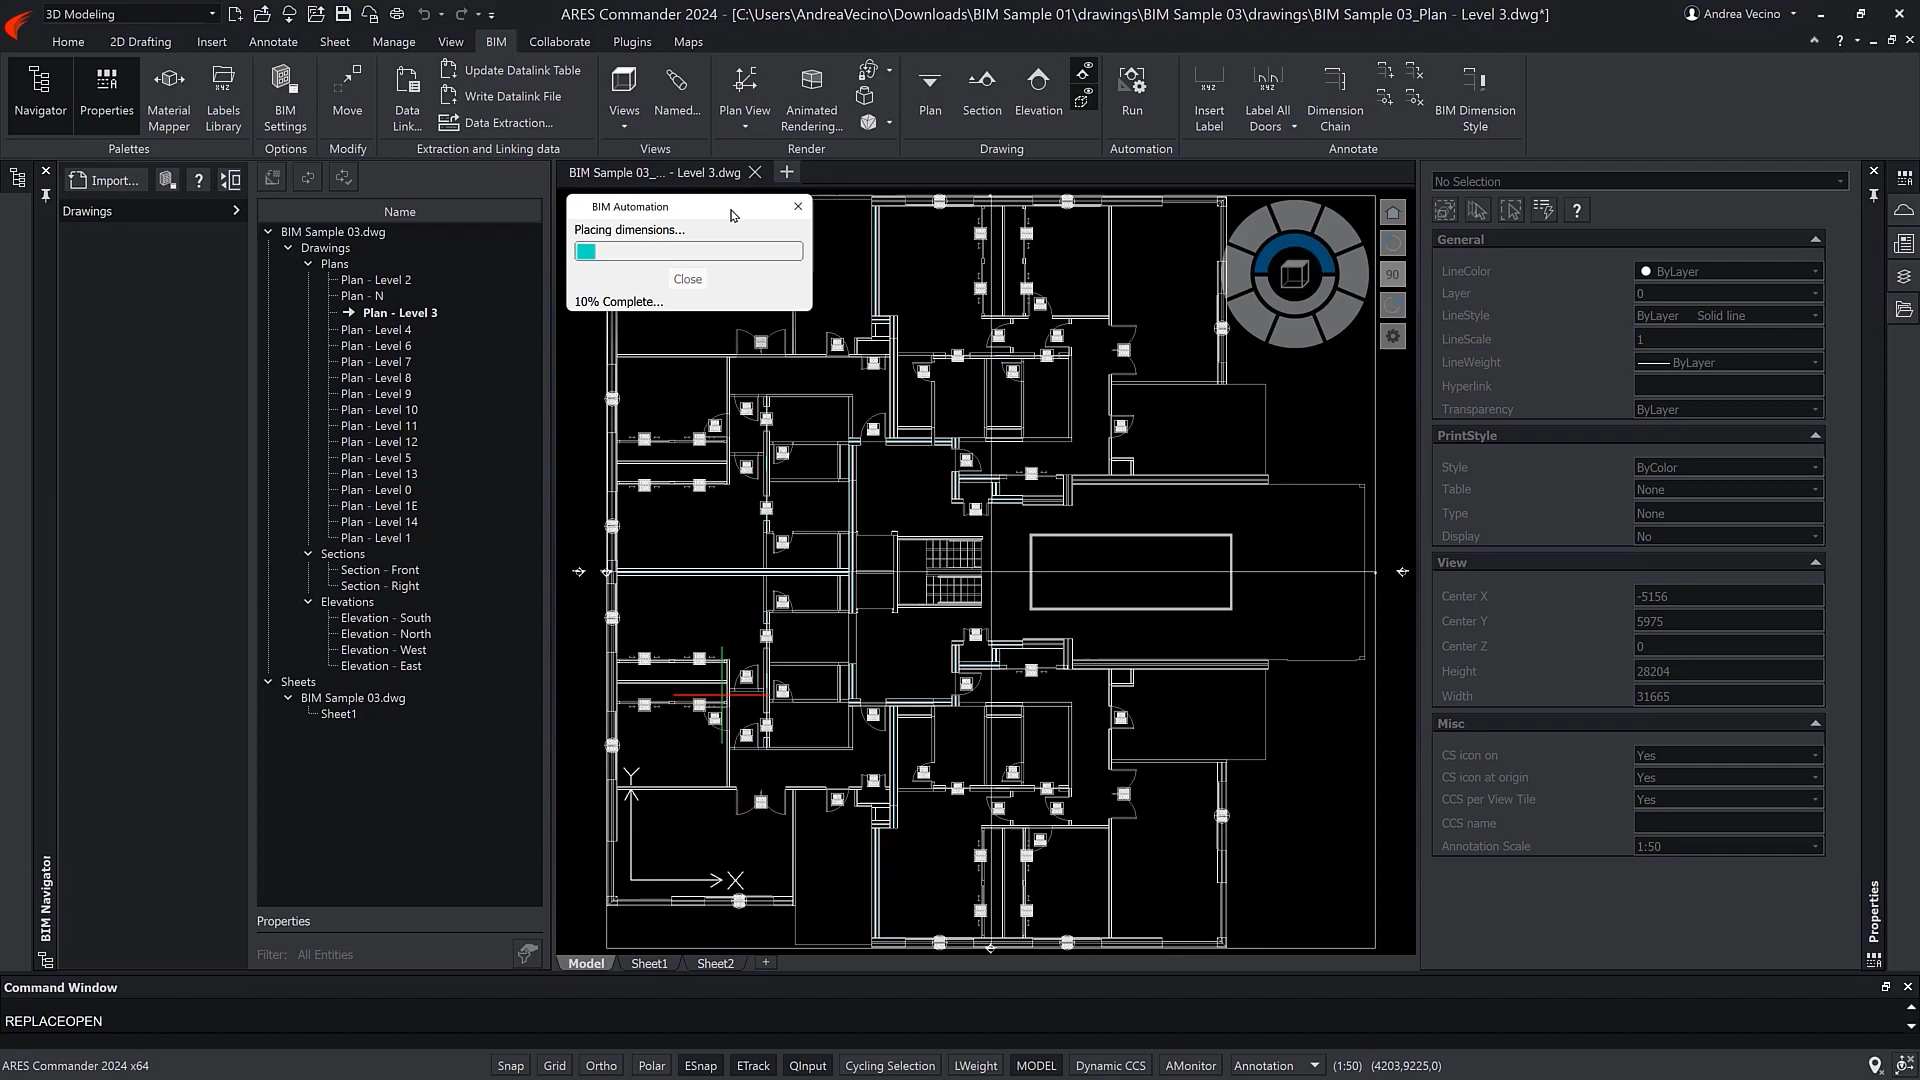 3D Modeling
ARES Commander 2024 - [C:\Users\AndreaVecino\Downloads\BIM Sample 01\drawings\BIM Sample 03\drawings\BIM Sample 03_Plan - Level 3.dwg*]
Andrea Vecino
Home 2D Drafting Insert Annotate Sheet Manage View BIM Collaborate Plugins Maps
Navigator
Properties
Material Mapper
Labels Library
BIM Settings
Move
Data Link...
Update Datalink Table
Write Datalink File
Data Extraction...
Views
Named...
Plan View
Animated Rendering...
Plan
Section
Elevation
Run
Insert Label
Label All Doors
Dimension Chain
BIM Dimension Style
Palettes Options Modify Extraction and Linking data Views Render Drawing Automation Annotate
Import...
Drawings
Name
BIM Sample 03.dwg
Drawings
Plans
Plan - Level 2
Plan - N
Plan - Level 3
Plan - Level 4
Plan - Level 6
Plan - Level 7
Plan - Level 8
Plan - Level 9
Plan - Level 10
Plan - Level 11
Plan - Level 12
Plan - Level 5
Plan - Level 13
Plan - Level 0
Plan - Level 1E
Plan - Level 14
Plan - Level 1
Sections
Section - Front
Section - Right
Elevations
Elevation - South
Elevation - North
Elevation - West
Elevation - East
Sheets
BIM Sample 03.dwg
Sheet1
Properties
Filter: All Entities
BIM Navigator
BIM Sample 03_... - Level 3.dwg
BIM Automation
Placing dimensions...
Close
10% Complete...
90
Y
X
Model Sheet1 Sheet2 +
No Selection
General
LineColor ByLayer
Layer 0
LineStyle ByLayer Solid line
LineScale 1
LineWeight ByLayer
Hyperlink
Transparency ByLayer
PrintStyle
Style ByColor
Table None
Type None
Display No
View
Center X -5156
Center Y 5975
Center Z 0
Height 28204
Width 31665
Misc
CS icon on Yes
CS icon at origin Yes
CCS per View Tile Yes
CCS name
Annotation Scale 1:50
Properties
Command Window
REPLACEOPEN
ARES Commander 2024 x64
Snap Grid Ortho Polar ESnap ETrack QInput Cycling Selection LWeight MODEL Dynamic CCS AMonitor Annotation (1:50) (4203,9225,0)